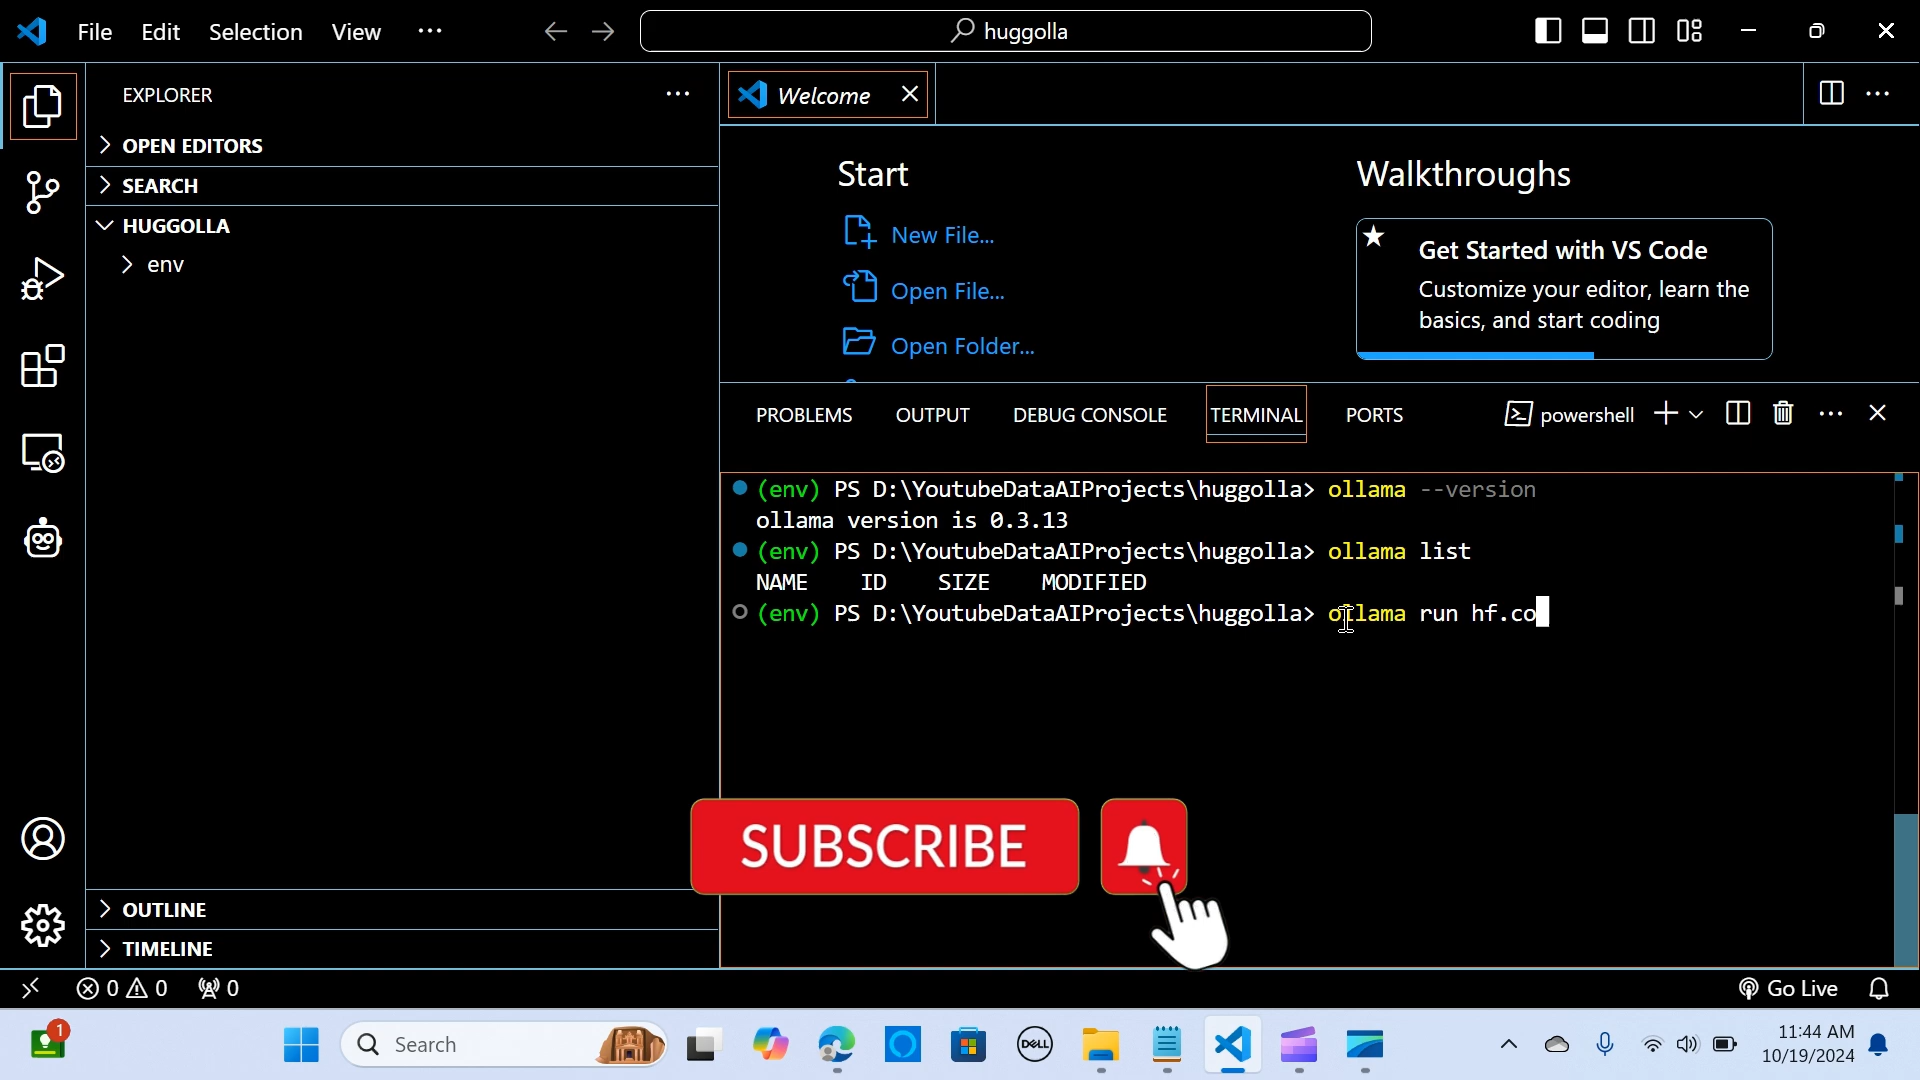 File Edit Selection View ··· huggolla
EXPLORER ···
OPEN EDITORS
SEARCH
HUGGOLLA
env
OUTLINE
TIMELINE
Welcome
Start
New File...
Open File...
Open Folder...
Walkthroughs
Get Started with VS Code
Customize your editor, learn the
basics, and start coding
PROBLEMS OUTPUT DEBUG CONSOLE TERMINAL PORTS powershell
(env) PS D:\YoutubeDataAIProjects\huggolla> ollama --version
ollama version is 0.3.13
(env) PS D:\YoutubeDataAIProjects\huggolla> ollama list
NAME ID SIZE MODIFIED
(env) PS D:\YoutubeDataAIProjects\huggolla> ollama run hf.co
SUBSCRIBE
0 0 0 Go Live
1 Search DELL 11:44 AM
10/19/2024